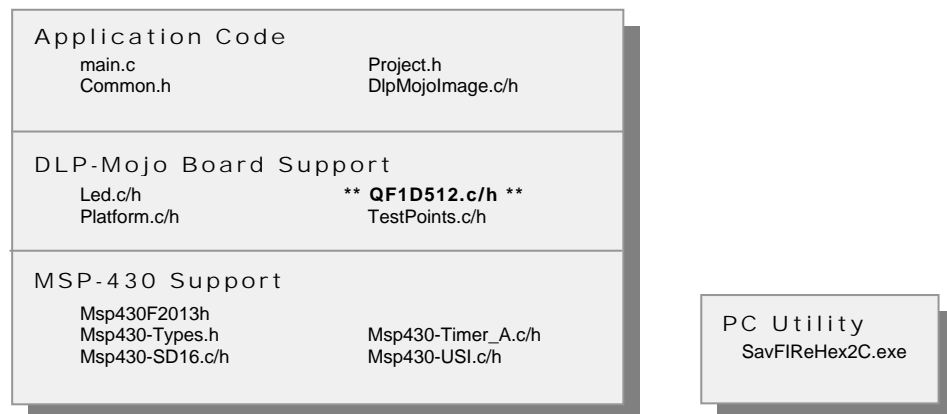 Application Code
main.c Project.h
Common.h DlpMojoImage.c/h
DLP-Mojo Board Support
Led.c/h ** QF1D512.c/h **
Platform.c/h TestPoints.c/h
MSP-430 Support
Msp430F2013h
Msp430-Types.h Msp430-Timer_A.c/h
Msp430-SD16.c/h Msp430-USI.c/h
PC Utility
SavFIReHex2C.exe